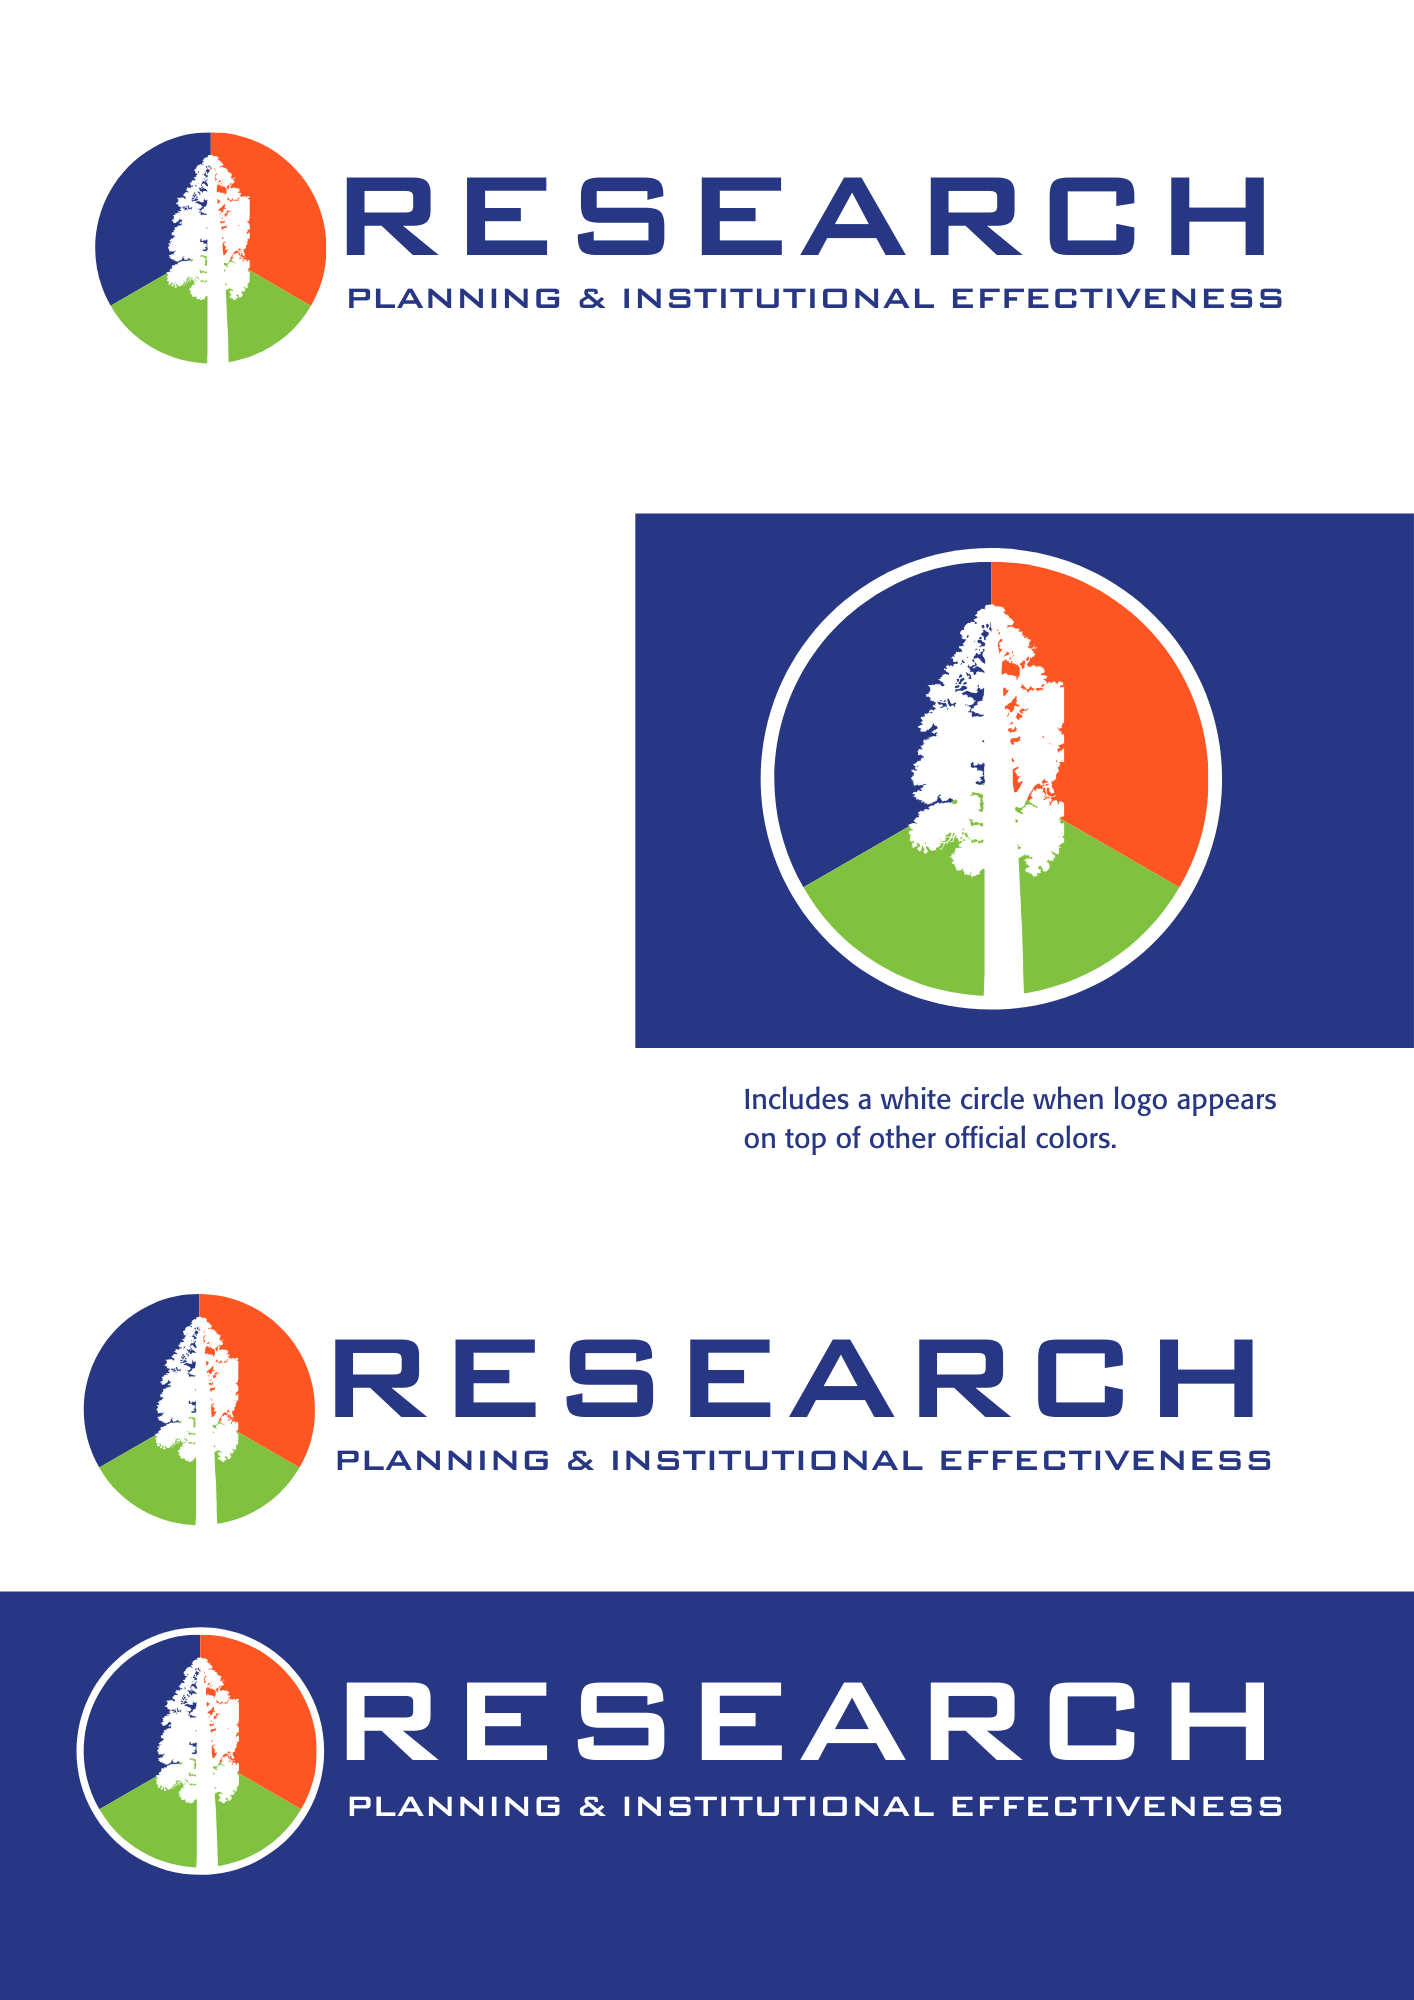 RESEARCH
PLANNING & INSTITUTIONAL EFFECTIVENESS
Includes a white circle when logo appears
on top of other official colors.
RESEARCH
PLANNING & INSTITUTIONAL EFFECTIVENESS
RESEARCH
PLANNING & INSTITUTIONAL EFFECTIVENESS